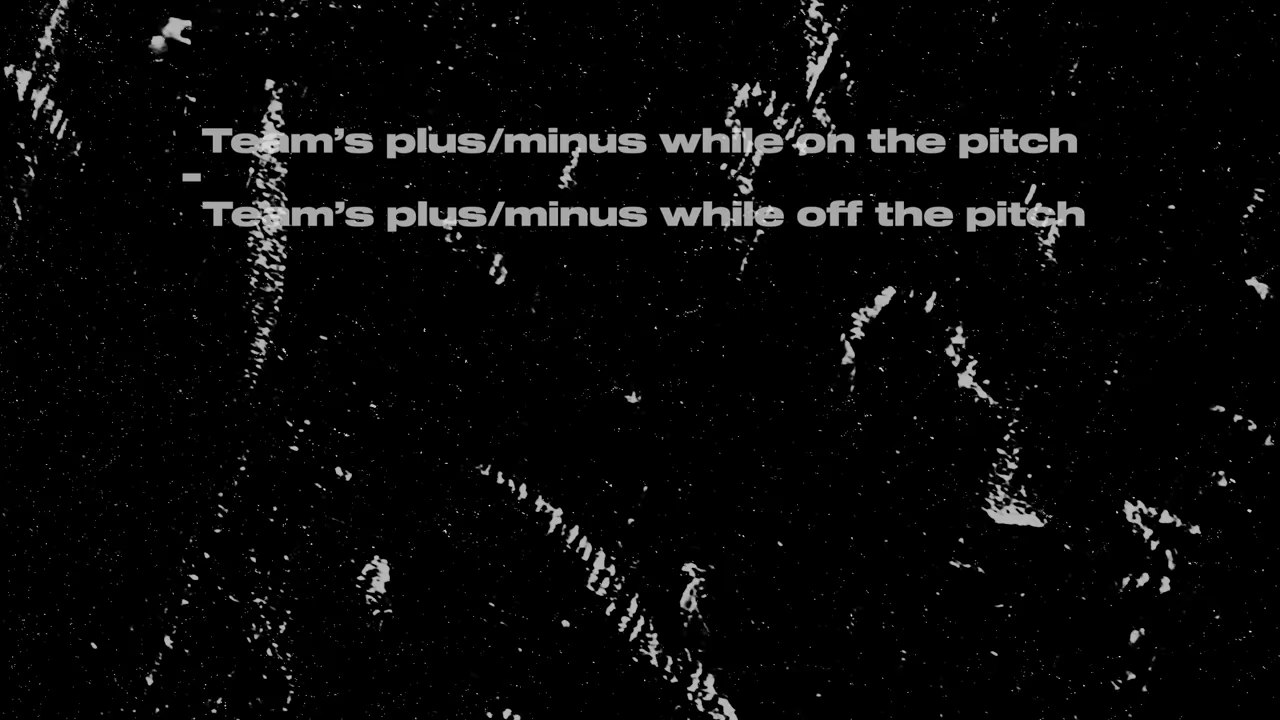 Team’s plus/minus while on the pitch
-
Team’s plus/minus while off the pitch